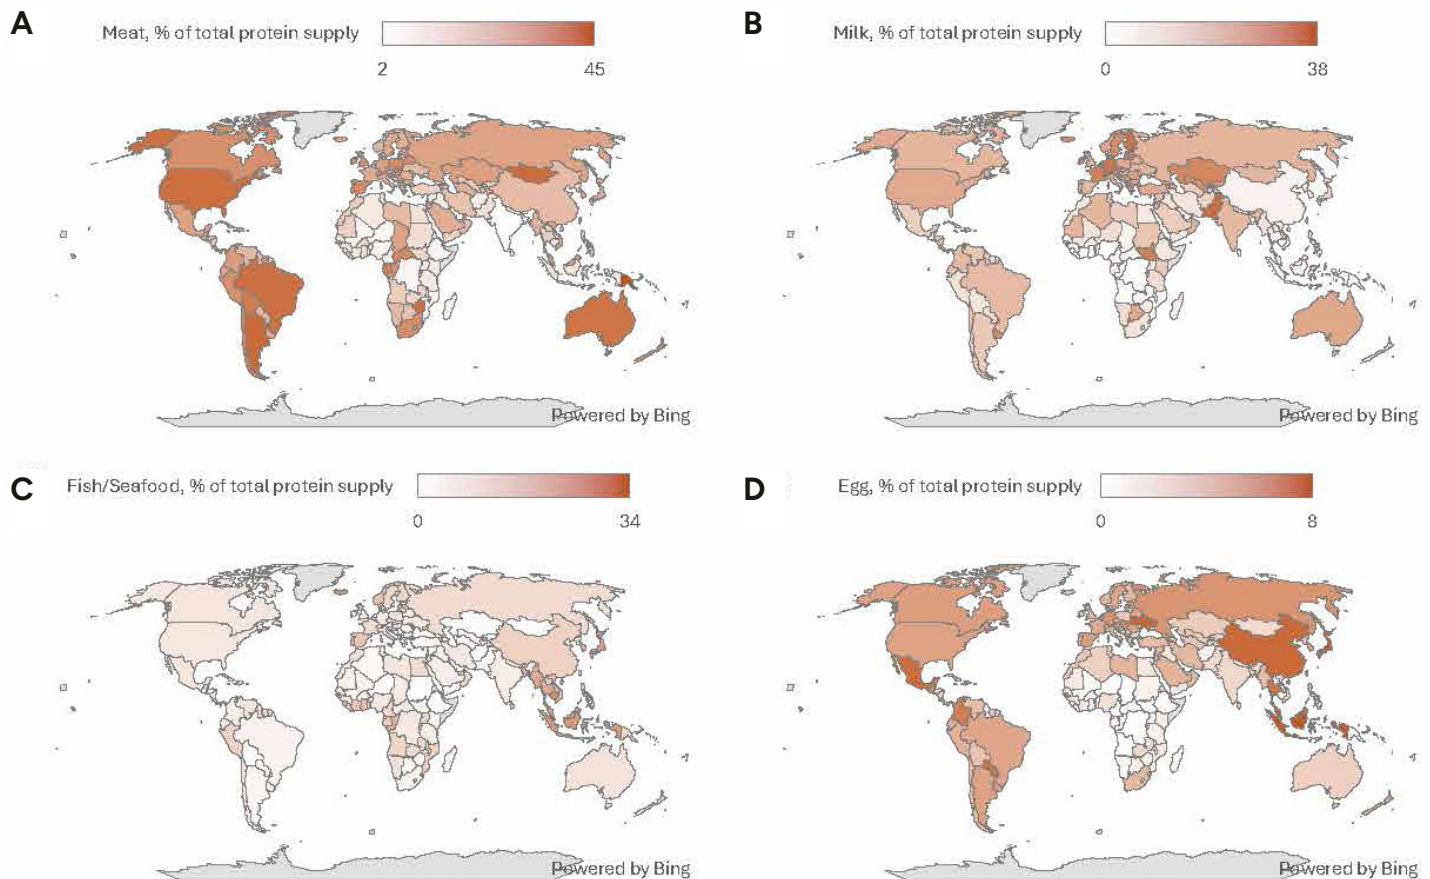 A
Meat, % of total protein supply
2 45
Powered by Bing
B
Milk, % of total protein supply
0 38
Powered by Bing
C
Fish/Seafood, % of total protein supply
0 34
Powered by Bing
D
Egg, % of total protein supply
0 8
Powered by Bing